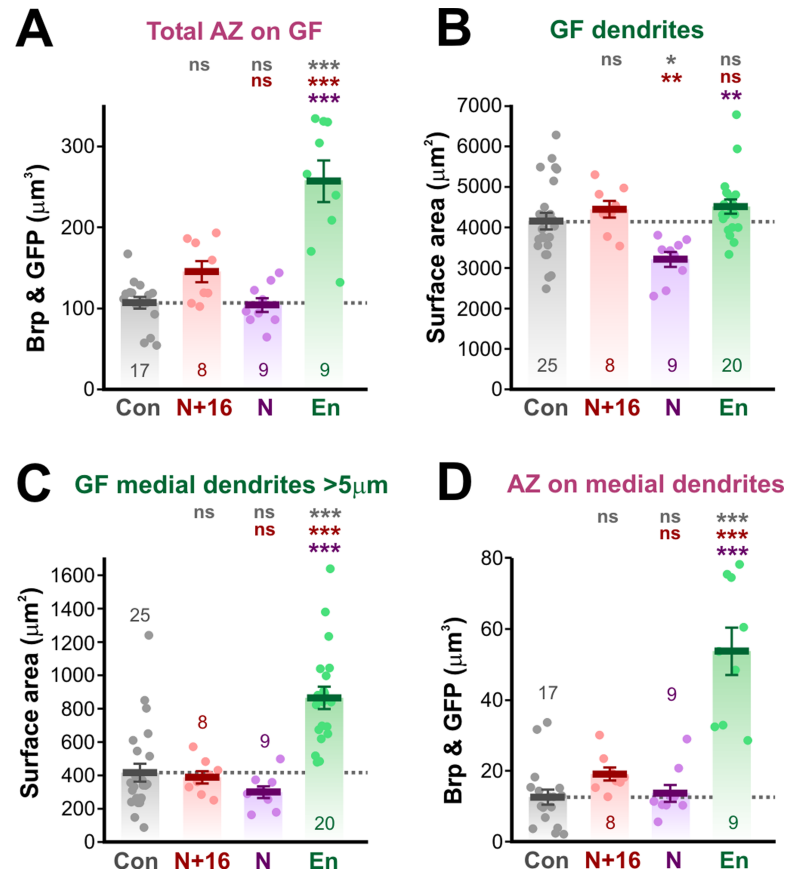 A
Total AZ on GF
ns ns ***
ns ***
***
Brp & GFP (μm³)
300
200
100
0
17 8 9 9
Con N+16 N En
B
GF dendrites
ns * ns
** ns
**
Surface area (μm²)
7000
6000
5000
4000
3000
2000
1000
0
25 8 9 20
Con N+16 N En
C
GF medial dendrites >5μm
ns ns ***
ns ***
***
Surface area (μm²)
1600
1400
1200
1000
800
600
400
200
0
25
8
9
20
Con N+16 N En
D
AZ on medial dendrites
ns ns ***
ns ***
***
Brp & GFP (μm³)
80
60
40
20
0
17 9
8 9
Con N+16 N En